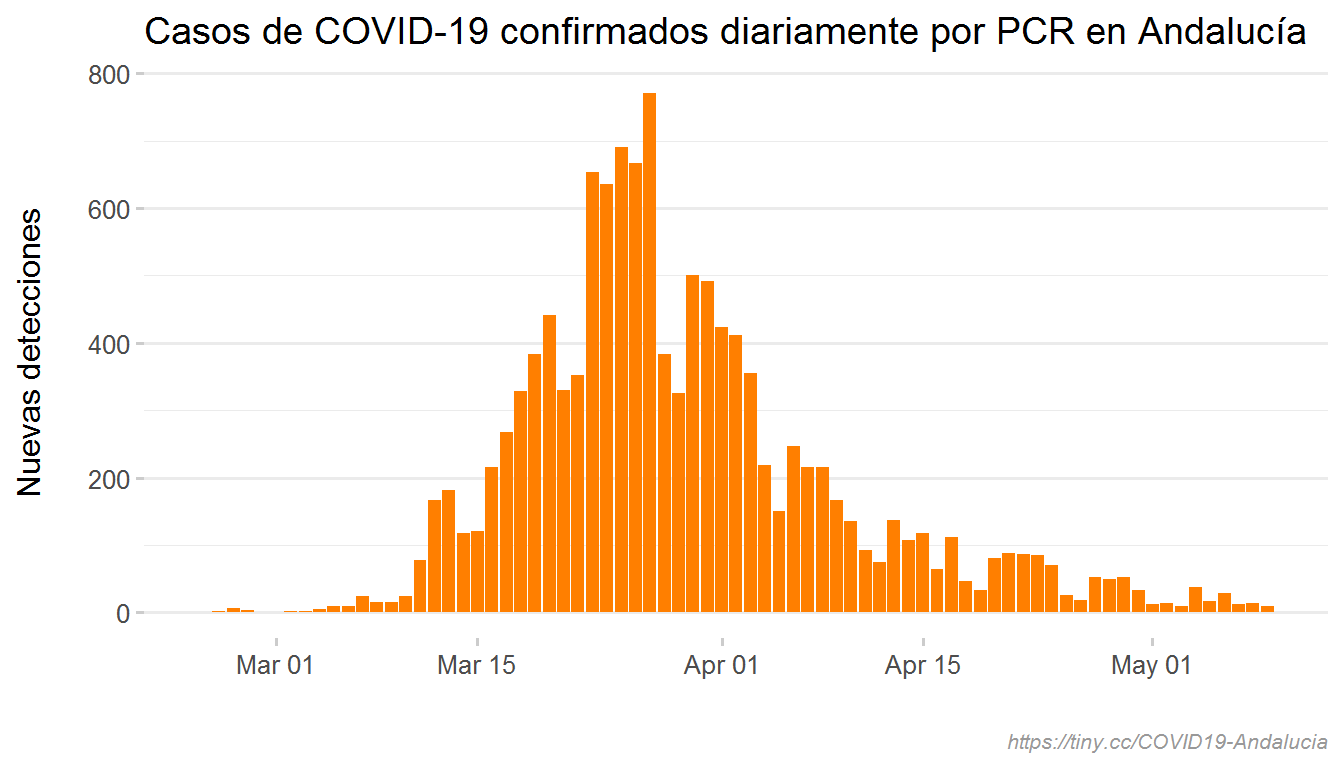 Casos de COVID-19 confirmados diariamente por PCR en Andalucía
Nuevas detecciones
800
600
400
200
0
Mar 01 Mar 15 Apr 01 Apr 15 May 01
https://tiny.cc/COVID19-Andalucia